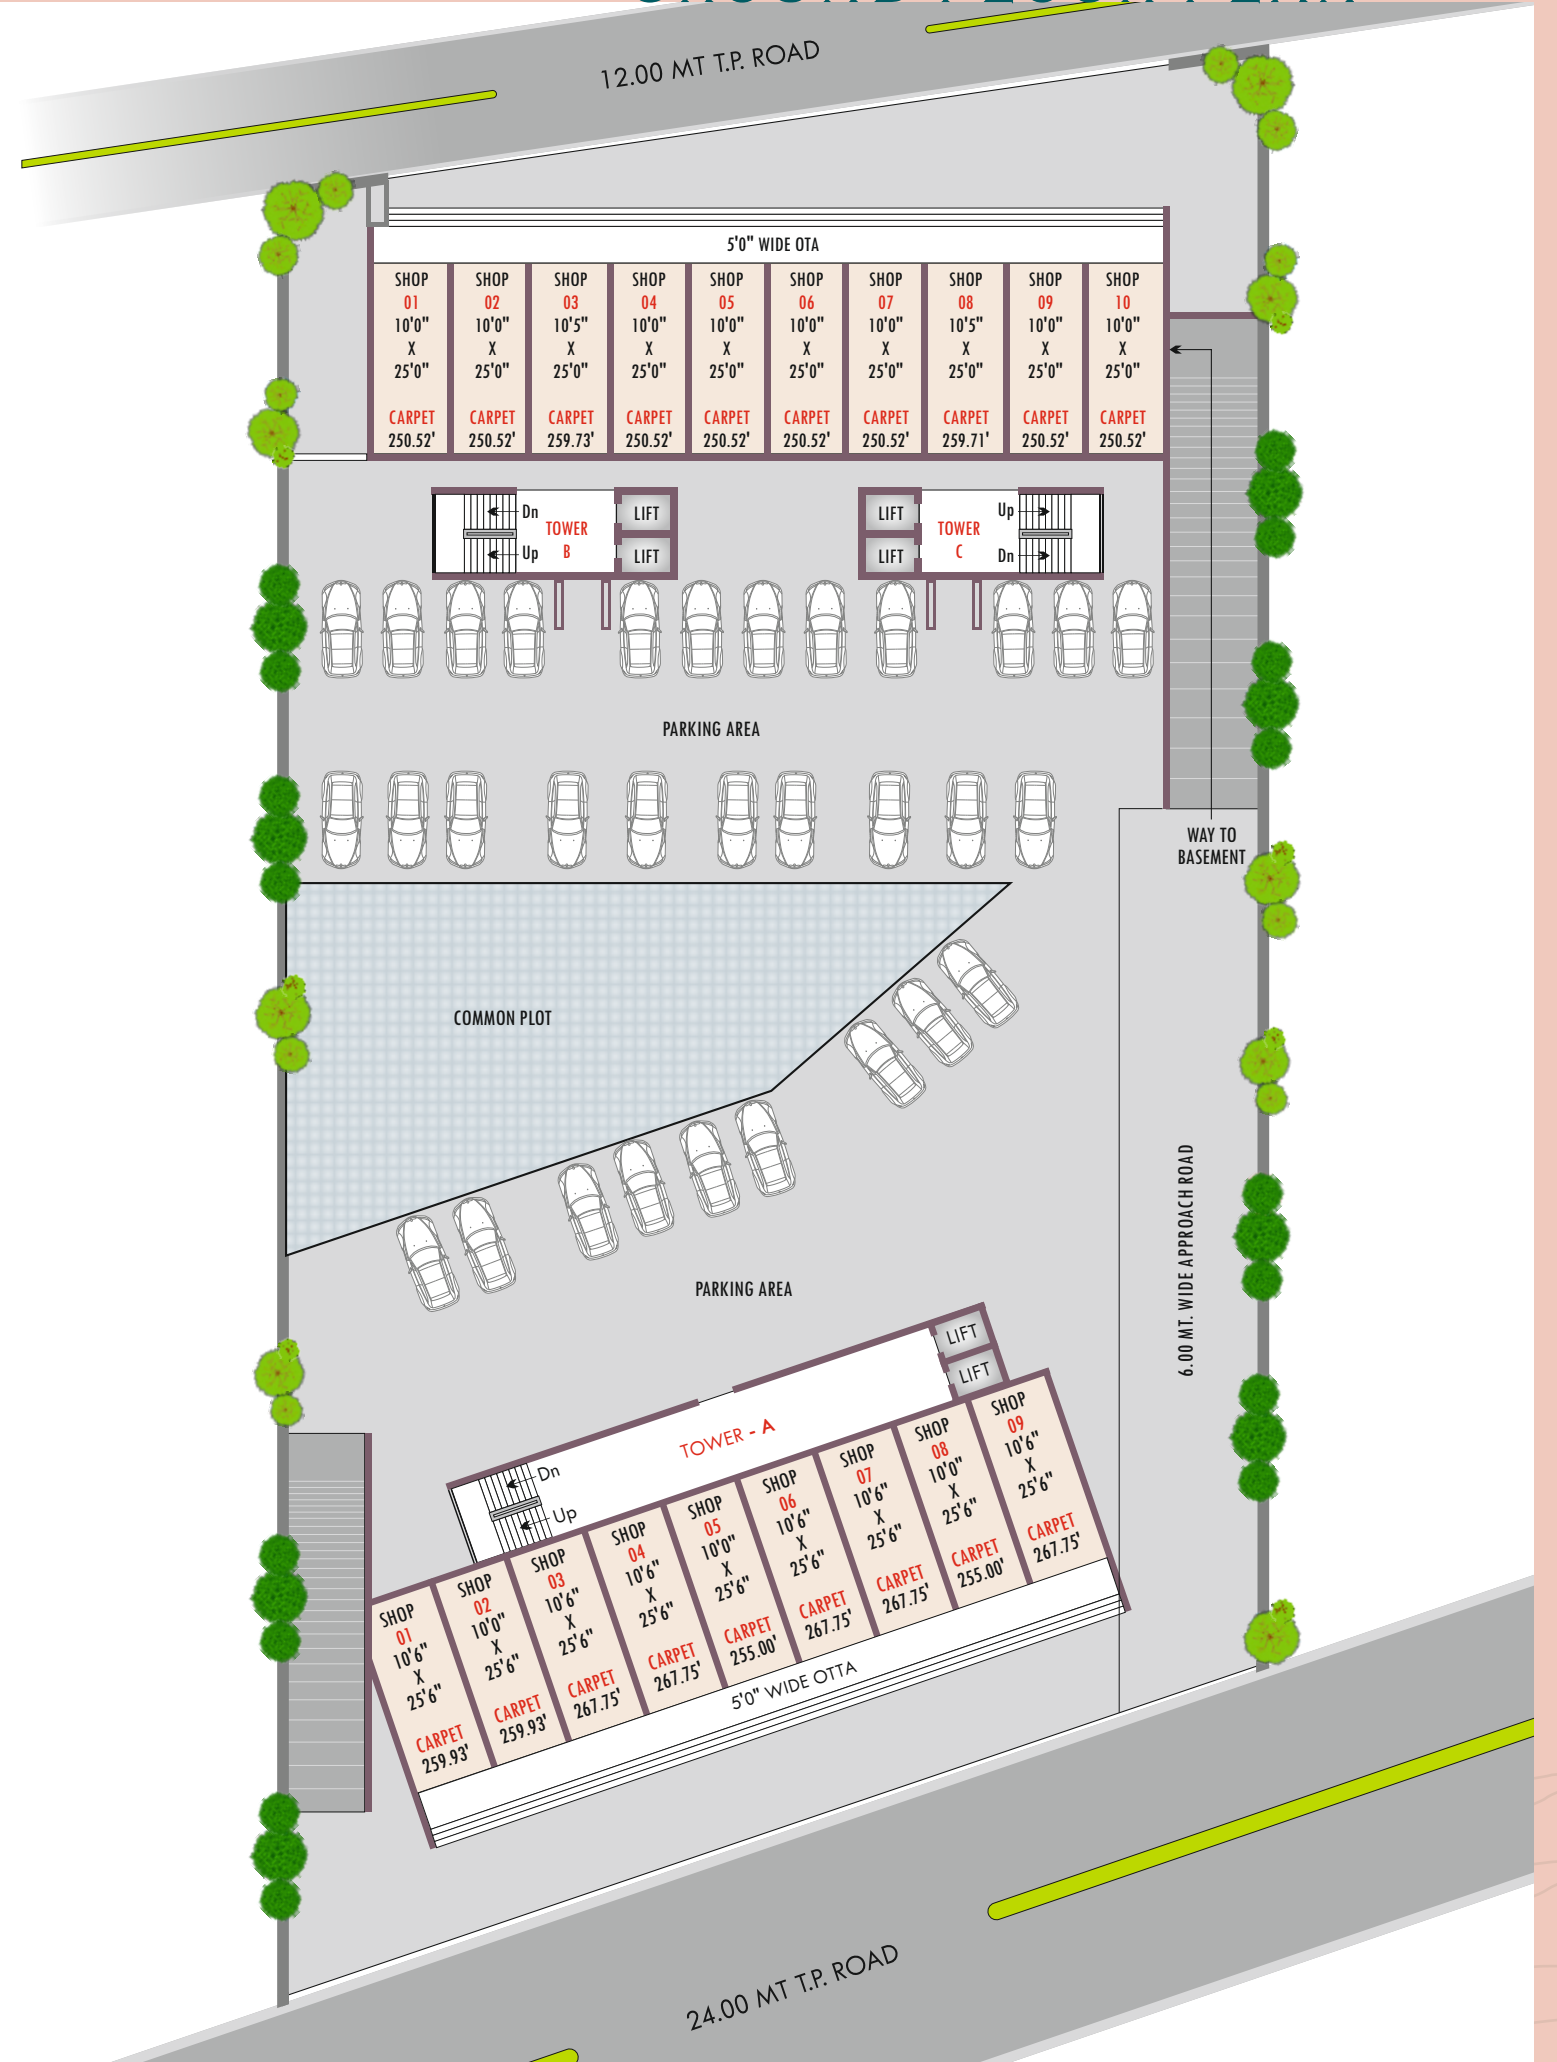 GROUND FLOOR PLAN
12.00 MT T.P. ROAD
5'0" WIDE OTA
SHOP
01
10'0"
X
25'0"
CARPET
250.52'
SHOP
02
10'0"
X
25'0"
CARPET
250.52'
SHOP
03
10'5"
X
25'0"
CARPET
259.73'
SHOP
04
10'0"
X
25'0"
CARPET
250.52'
SHOP
05
10'0"
X
25'0"
CARPET
250.52'
SHOP
06
10'0"
X
25'0"
CARPET
250.52'
SHOP
07
10'0"
X
25'0"
CARPET
250.52'
SHOP
08
10'5"
X
25'0"
CARPET
259.71'
SHOP
09
10'0"
X
25'0"
CARPET
250.52'
SHOP
10
10'0"
X
25'0"
CARPET
250.52'
Dn
Up
TOWER
B
LIFT
LIFT
LIFT
LIFT
TOWER
C
Up
Dn
PARKING AREA
WAY TO
BASEMENT
COMMON PLOT
6.00 MT. WIDE APPROACH ROAD
PARKING AREA
LIFT
LIFT
TOWER - A
Dn
Up
SHOP
01
10'6"
X
25'6"
CARPET
259.93'
SHOP
02
10'0"
X
25'6"
CARPET
259.93'
SHOP
03
10'6"
X
25'6"
CARPET
267.75'
SHOP
04
10'6"
X
25'6"
CARPET
267.75'
SHOP
05
10'0"
X
25'6"
CARPET
255.00'
SHOP
06
10'6"
X
25'6"
CARPET
267.75'
SHOP
07
10'6"
X
25'6"
CARPET
267.75'
SHOP
08
10'0"
X
25'6"
CARPET
255.00'
SHOP
09
10'6"
X
25'6"
CARPET
267.75'
5'0" WIDE OTTA
24.00 MT T.P. ROAD